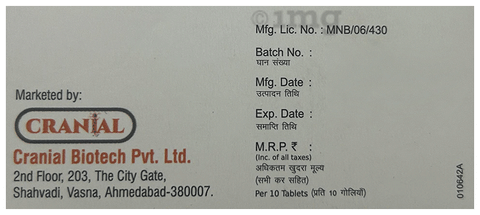 Marketed by:
CRANIAL
Cranial Biotech Pvt. Ltd.
2nd Floor, 203, The City Gate,
Shahvadi, Vasna, Ahmedabad-380007.
1mg
Mfg. Lic. No. : MNB/06/430
Batch No. :
घान संख्या
Mfg. Date :
उत्पादन तिथि
Exp. Date :
समाप्ति तिथि
M.R.P. ₹ :
(Inc. of all taxes)
अधिकतम खुदरा मूल्य
(सभी कर सहित)
Per 10 Tablets (प्रति 10 गोलियाँ)
010642A